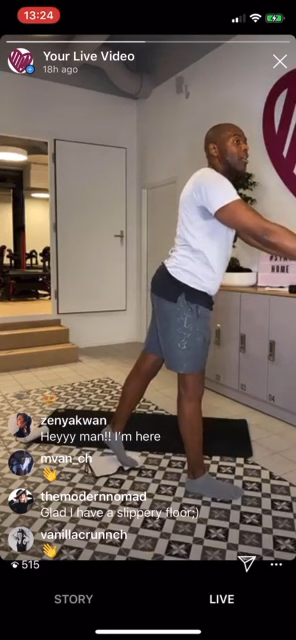 13:24
Your Live Video
18h ago
HOME
zenyakwan
Heyyy man!! I'm here
mvan_ch
👋
themodernnomad
Glad I have a slippery floor;)
vanillacrunnch
👋
515
STORY
LIVE